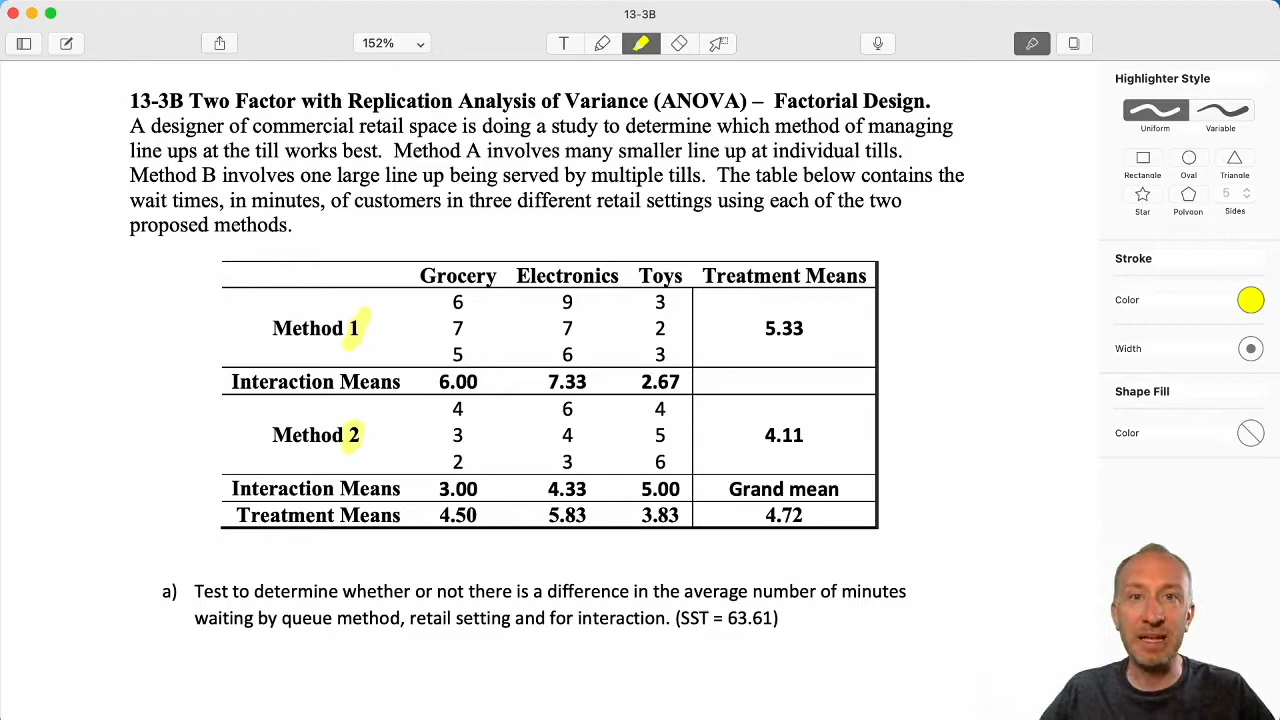 13-3B
152%
T
Highlighter Style
Uniform Variable
Rectangle Oval Triangle
5
Star Polygon Sides
Stroke
Color
Width
Shape Fill
Color
13-3B Two Factor with Replication Analysis of Variance (ANOVA) – Factorial Design.
A designer of commercial retail space is doing a study to determine which method of managing
line ups at the till works best. Method A involves many smaller line up at individual tills.
Method B involves one large line up being served by multiple tills. The table below contains the
wait times, in minutes, of customers in three different retail settings using each of the two
proposed methods.
Grocery Electronics Toys Treatment Means
6 9 3
Method 1 7 7 2 5.33
5 6 3
Interaction Means 6.00 7.33 2.67
4 6 4
Method 2 3 4 5 4.11
2 3 6
Interaction Means 3.00 4.33 5.00 Grand mean
Treatment Means 4.50 5.83 3.83 4.72
a) Test to determine whether or not there is a difference in the average number of minutes
waiting by queue method, retail setting and for interaction. (SST = 63.61)